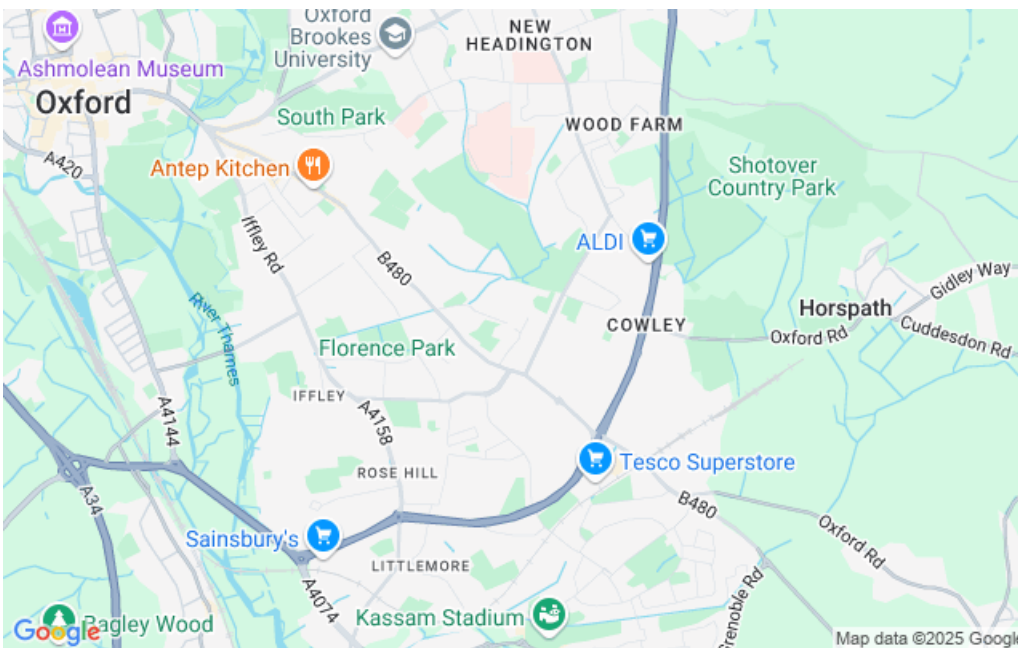 Oxford
Brookes
University
NEW
HEADINGTON
Ashmolean Museum
Oxford
South Park
WOOD FARM
A420
Antep Kitchen
Shotover
Country Park
Iffley Rd
B480
ALDI
Gidley Way
Horspath
River Thames
COWLEY
Oxford Rd
Cuddesdon Rd
Florence Park
IFFLEY
A4144
A4158
ROSE HILL
Tesco Superstore
A34
B480
Oxford Rd
Sainsbury's
LITTLEMORE
A4074
Grenoble Rd
Kassam Stadium
Bagley Wood
Google
Map data ©2025 Google